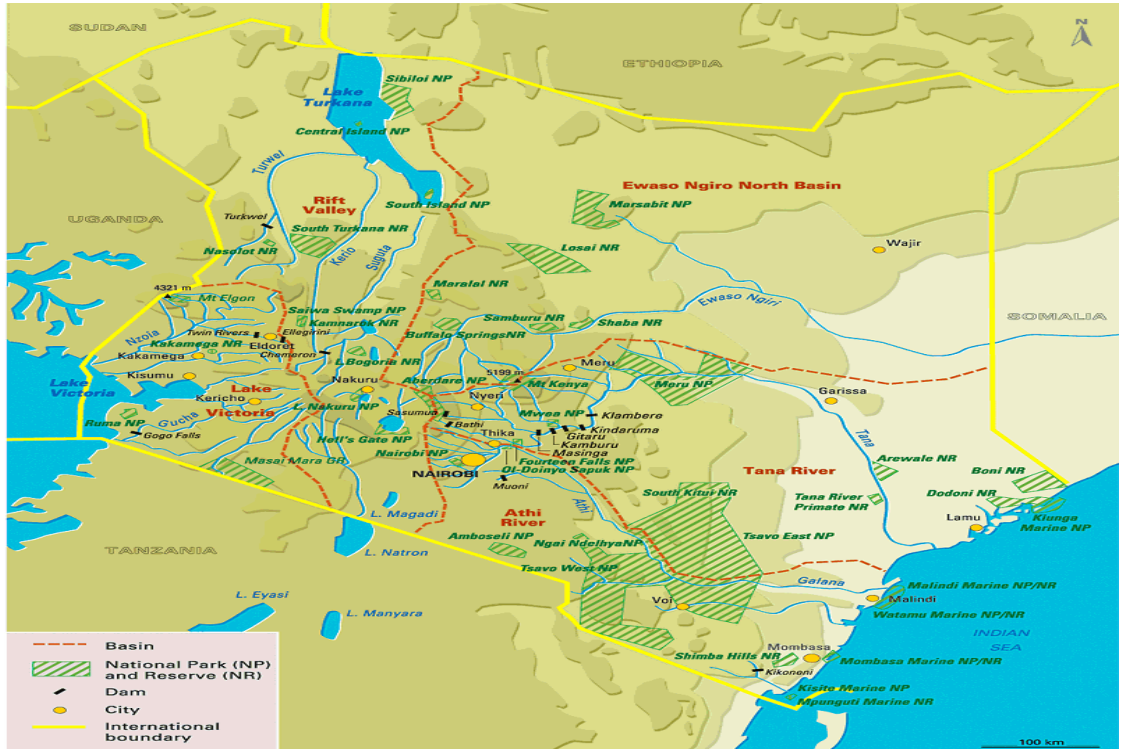 SUDAN
ETHIOPIA
N
Sibiloi NP
Lake
Turkana
Central Island NP
Turwel
Rift
Valley
South Island NP
Ewaso Ngiro North Basin
Marsabit NP
UGANDA
Turkwel
South Turkana NR
Nasolot NR
Kerio
Suguta
Losai NR
Wajir
4321 m
Mt Elgon
Maralal NR
Ewaso Ngiri
SOMALIA
Saiwa Swamp NP
Kamnarok NR
Samburu NR
Shaba NR
Buffalo SpringsNR
Nzoia
Twin Rivers
Ellegirini
Eldoret
Kakamega NR
Chemeron
Kakamega
L.Bogoria NR
Meru
5199 m
Mt Kenya
Meru NP
Kisumu
Lake
Victoria
Lake
Victoria
Nakuru
Aberdare NP
Nyeri
Garissa
Kericho
L. Nakuru NP
Sasumua
Mwea NP
Klambere
Ruma NP
Gucha
Bathi
Kindaruma
Gogo Falls
Hell's Gate NP
Thika
Gitaru
Kamburu
Masinga
Tana
Masai Mara GR
Nairobi NP
Fourteen Falls NP
NAIROBI
Ol-Doinyo Sapuk NP
Tana River
Arewale NR
Boni NR
Muoni
South Kitui NR
Tana River
Primate NR
Dodoni NR
L. Magadi
Athi
River
Athi
Lamu
Kiunga
Marine NP
TANZANIA
L. Natron
Amboseli NP
Ngai NdelhyaNP
Tsavo East NP
Tsavo West NP
Galana
Malindi Marine NP/NR
L. Eyasi
L. Manyara
Voi
Malindi
Watamu Marine NP/NR
INDIAN
SEA
Mombasa
Shimba Hills NR
Mombasa Marine NP/NR
Kikoneni
Kisite Marine NP
Mpunguti Marine NR
Basin
National Park (NP)
and Reserve (NR)
Dam
City
International
boundary
100 km